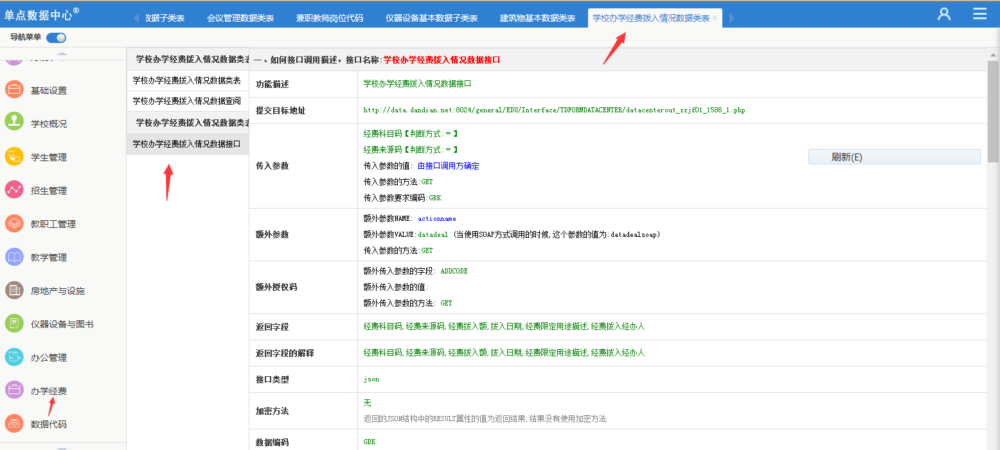 单点数据中心®
数据子类表
会议管理数据类表
兼职教师岗位代码
仪器设备基本数据子类表
建筑物基本数据类表
学校办学经费拨入情况数据类表 ×
导航菜单
基础设置
学校概况
学生管理
招生管理
教职工管理
教学管理
房地产与设施
仪器设备与图书
办公管理
办学经费
数据代码
学校办学经费拨入情况数据类表
学校办学经费拨入情况数据类表
学校办学经费拨入情况数据查阅
学校办学经费拨入情况数据类表
学校办学经费拨入情况数据接口
一、如何接口调用描述, 接口名称:学校办学经费拨入情况数据接口
功能描述
学校办学经费拨入情况数据接口
提交目标地址
http://data.dandian.net:8024/general/EDU/Interface/TDFORMDATACENTER/datacenterout_zzjf01_1586_1.php
传入参数
经费科目码【判断方式:= 】
经费来源码【判断方式:= 】
传入参数的值: 由接口调用方确定
传入参数的方法:GET
传入参数要求编码:GBK
刷新(E)
额外参数
额外参数NAME: actionname
额外参数VALUE:datadeal (当使用SOAP方式调用的时候,这个参数的值为:datadealsoap)
传入参数的方法:GET
额外授权码
额外传入参数的字段: ADDCODE
额外传入参数的值:
额外传入参数的方法: GET
返回字段
经费科目码,经费来源码,经费拨入额,拨入日期,经费限定用途描述,经费拨入经办人
返回字段的解释
经费科目码,经费来源码,经费拨入额,拨入日期,经费限定用途描述,经费拨入经办人
接口类型
json
加密方法
无
返回的JSON结构中的RESULT属性的值为返回结果,结果没有使用加密方法
数据编码
GBK